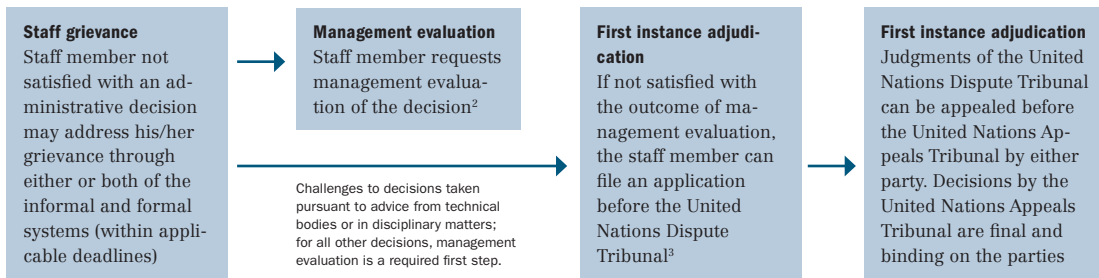 Staff grievance
Staff member not
satisfied with an ad-
ministrative decision
may address his/her
grievance through
either or both of the
informal and formal
systems (within appli-
cable deadlines)
Management evaluation
Staff member requests
management evalua-
tion of the decision²
Challenges to decisions taken
pursuant to advice from technical
bodies or in disciplinary matters;
for all other decisions, management
evaluation is a required first step.
First instance adjudi-
cation
If not satisfied with
the outcome of ma-
nagement evaluation,
the staff member can
file an application
before the United
Nations Dispute
Tribunal³
First instance adjudication
Judgments of the United
Nations Dispute Tribunal
can be appealed before
the United Nations Ap-
peals Tribunal by either
party. Decisions by the
United Nations Appeals
Tribunal are final and
binding on the parties